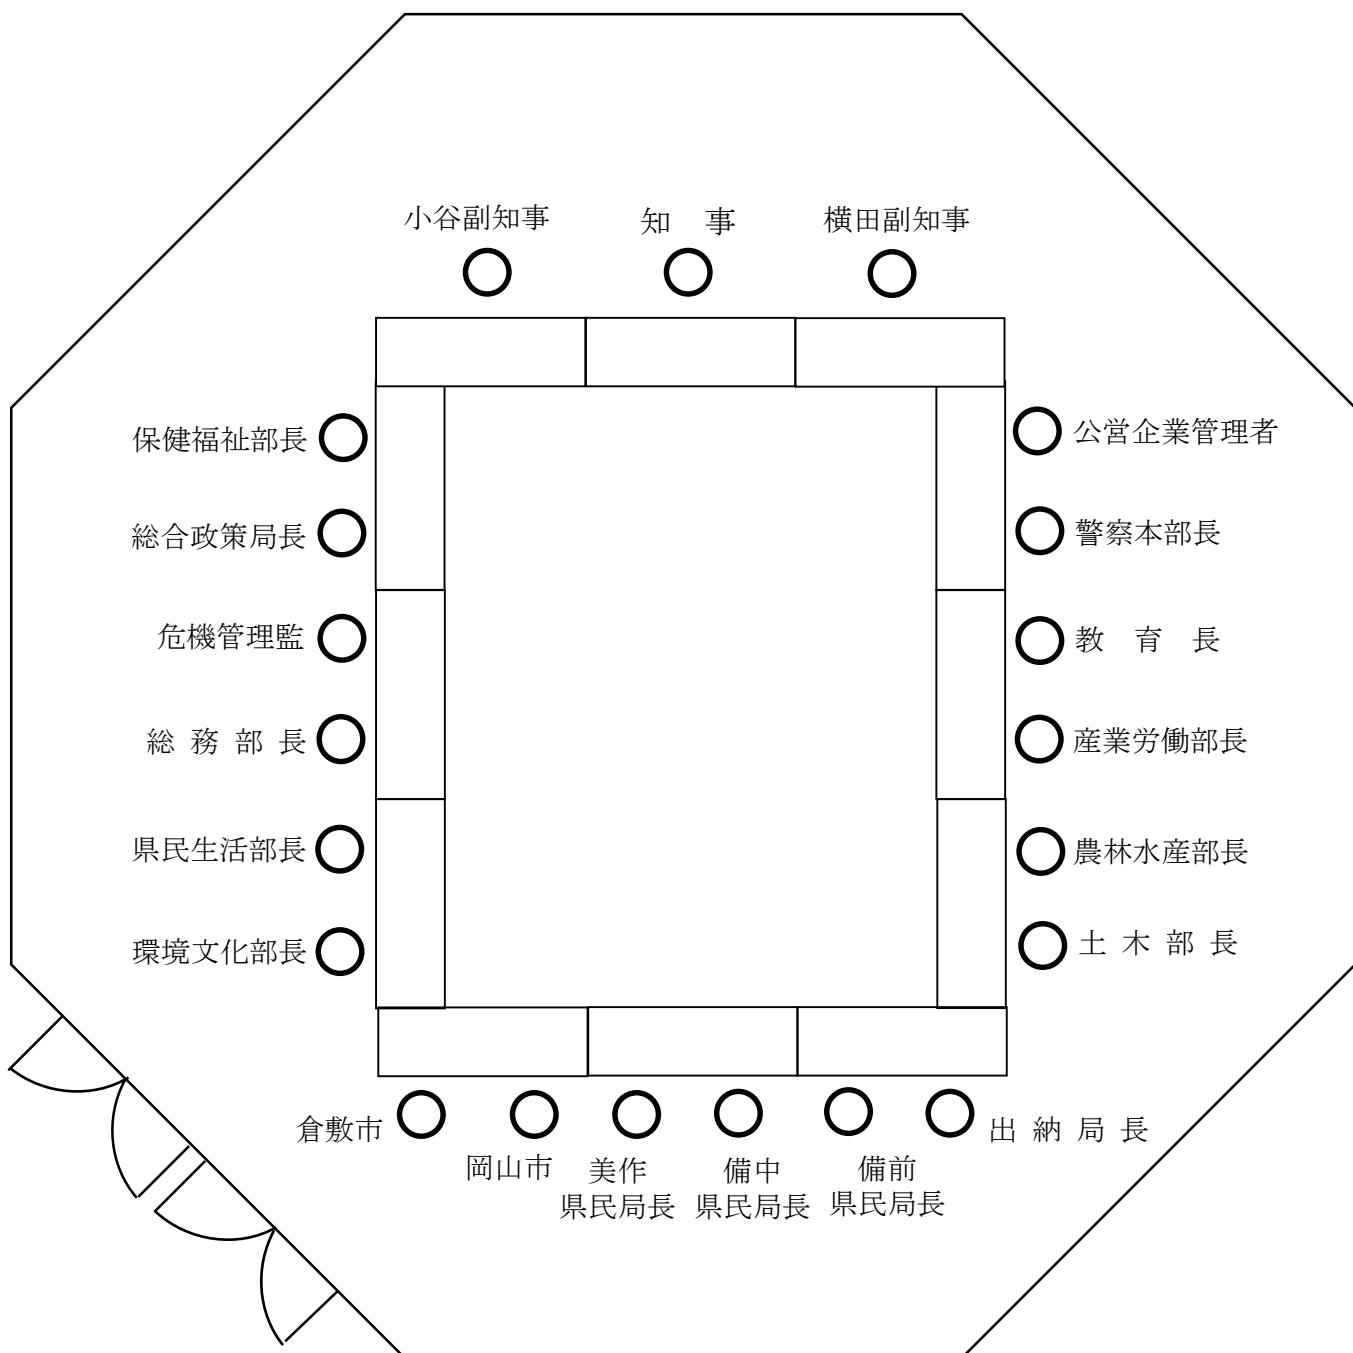 小谷副知事
知　事
横田副知事
保健福祉部長
公営企業管理者
総合政策局長
警察本部長
危機管理監
教　育　長
総 務 部 長
産業労働部長
県民生活部長
農林水産部長
環境文化部長
土 木 部 長
倉敷市
岡山市
美作
県民局長
備中
県民局長
備前
県民局長
出 納 局 長